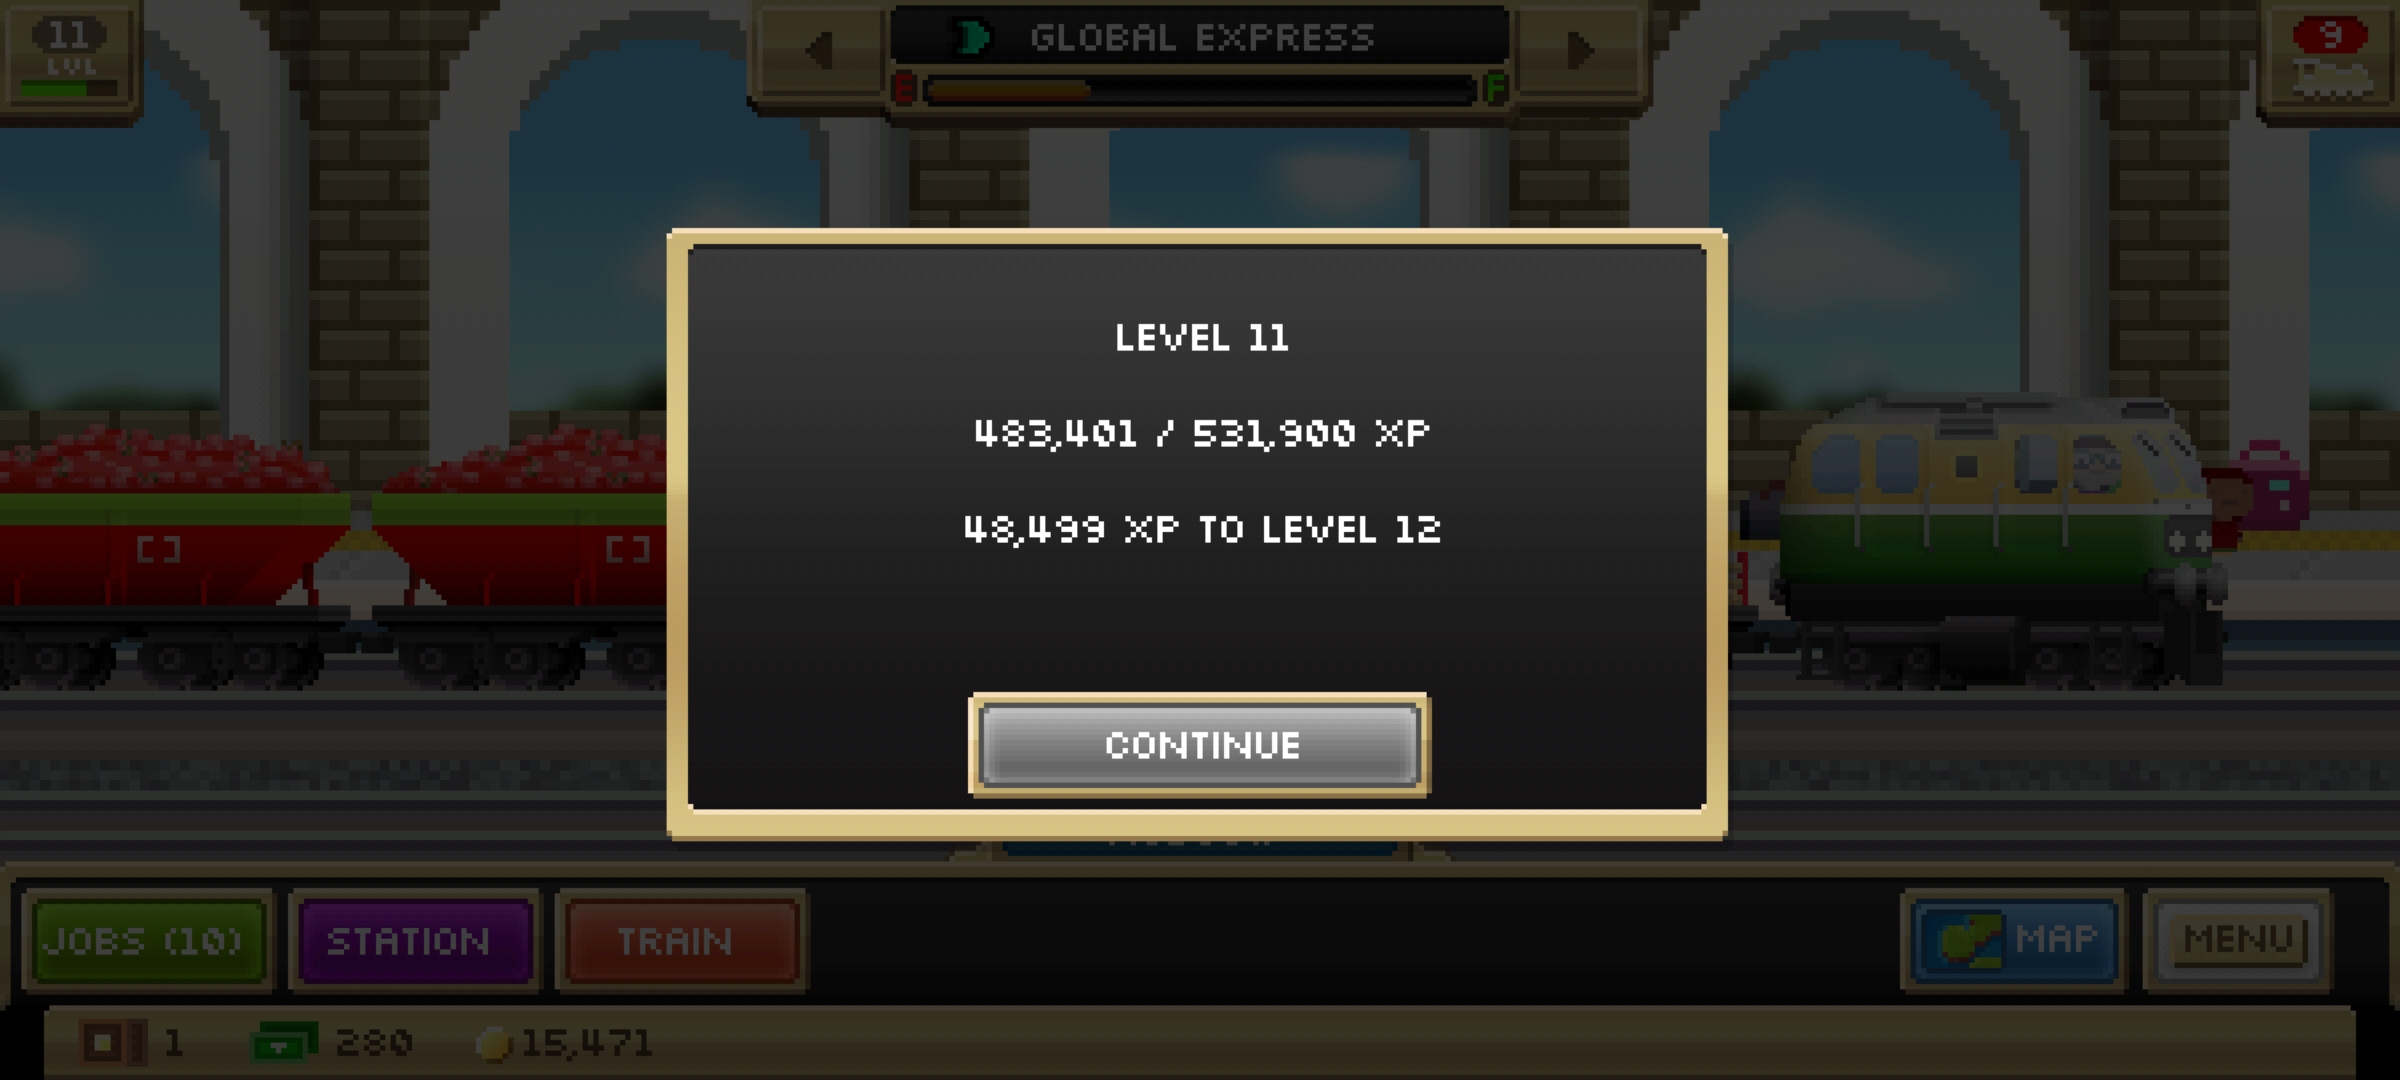 11
LVL
GLOBAL EXPRESS
E F
9
LEVEL 11
483,401 / 531,900 XP
48,499 XP TO LEVEL 12
CONTINUE
JOBS (10)
STATION
TRAIN
MAP
MENU
1
280
15,471